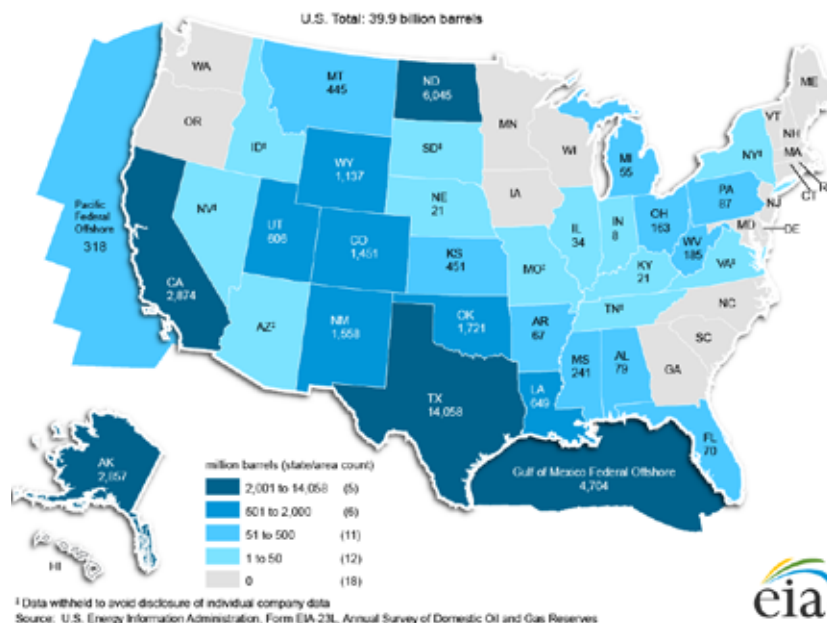 U.S. Total: 39.9 billion barrels
WA
MT
445
ND
6,045
MN
ME
VT
NH
MA
OR
ID‡
SD‡
WI
MI
55
NY‡
R
CT
WY
1,137
IA
NE
21
PA
87
NJ
Pacific
Federal
Offshore
318
NV‡
UT
606
CO
1,451
KS
451
IL
34
IN
8
OH
163
MD
DE
WV
185
VA‡
MO‡
KY
21
CA
2,874
AZ‡
NM
1,558
OK
1,721
AR
67
TN‡
NC
SC
MS
241
AL
79
GA
TX
14,058
LA
649
FL
70
AK
2,857
HI
Gulf of Mexico Federal Offshore
4,704
million barrels (state/area count)
2,001 to 14,058 (5)
501 to 2,000 (6)
51 to 500 (11)
1 to 50 (12)
0 (18)
‡ Data withheld to avoid disclosure of individual company data
Source: U.S. Energy Information Administration, Form EIA-23L, Annual Survey of Domestic Oil and Gas Reserves
eia